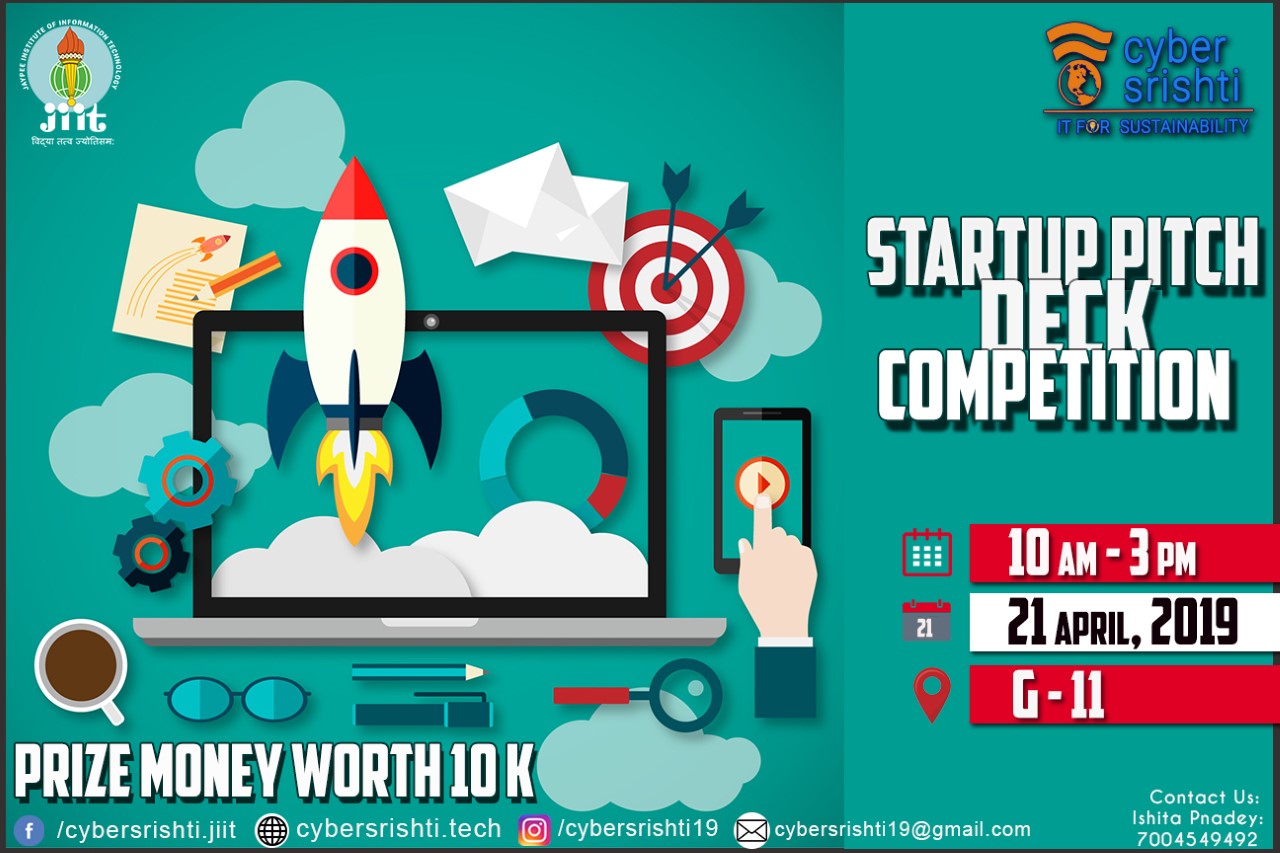 JAYPEE INSTITUTE OF INFORMATION TECHNOLOGY
jiit
विद्या तत्व ज्योतिसम:
cyber
srishti
IT FOR SUSTAINABILITY
STARTUP PITCH
DECK
COMPETITION
10 AM - 3 PM
21
21 APRIL, 2019
G - 11
PRIZE MONEY WORTH 10 K
f /cybersrishti.jiit cybersrishti.tech /cybersrishti19 cybersrishti19@gmail.com
Contact Us:
Ishita Pnadey:
7004549492